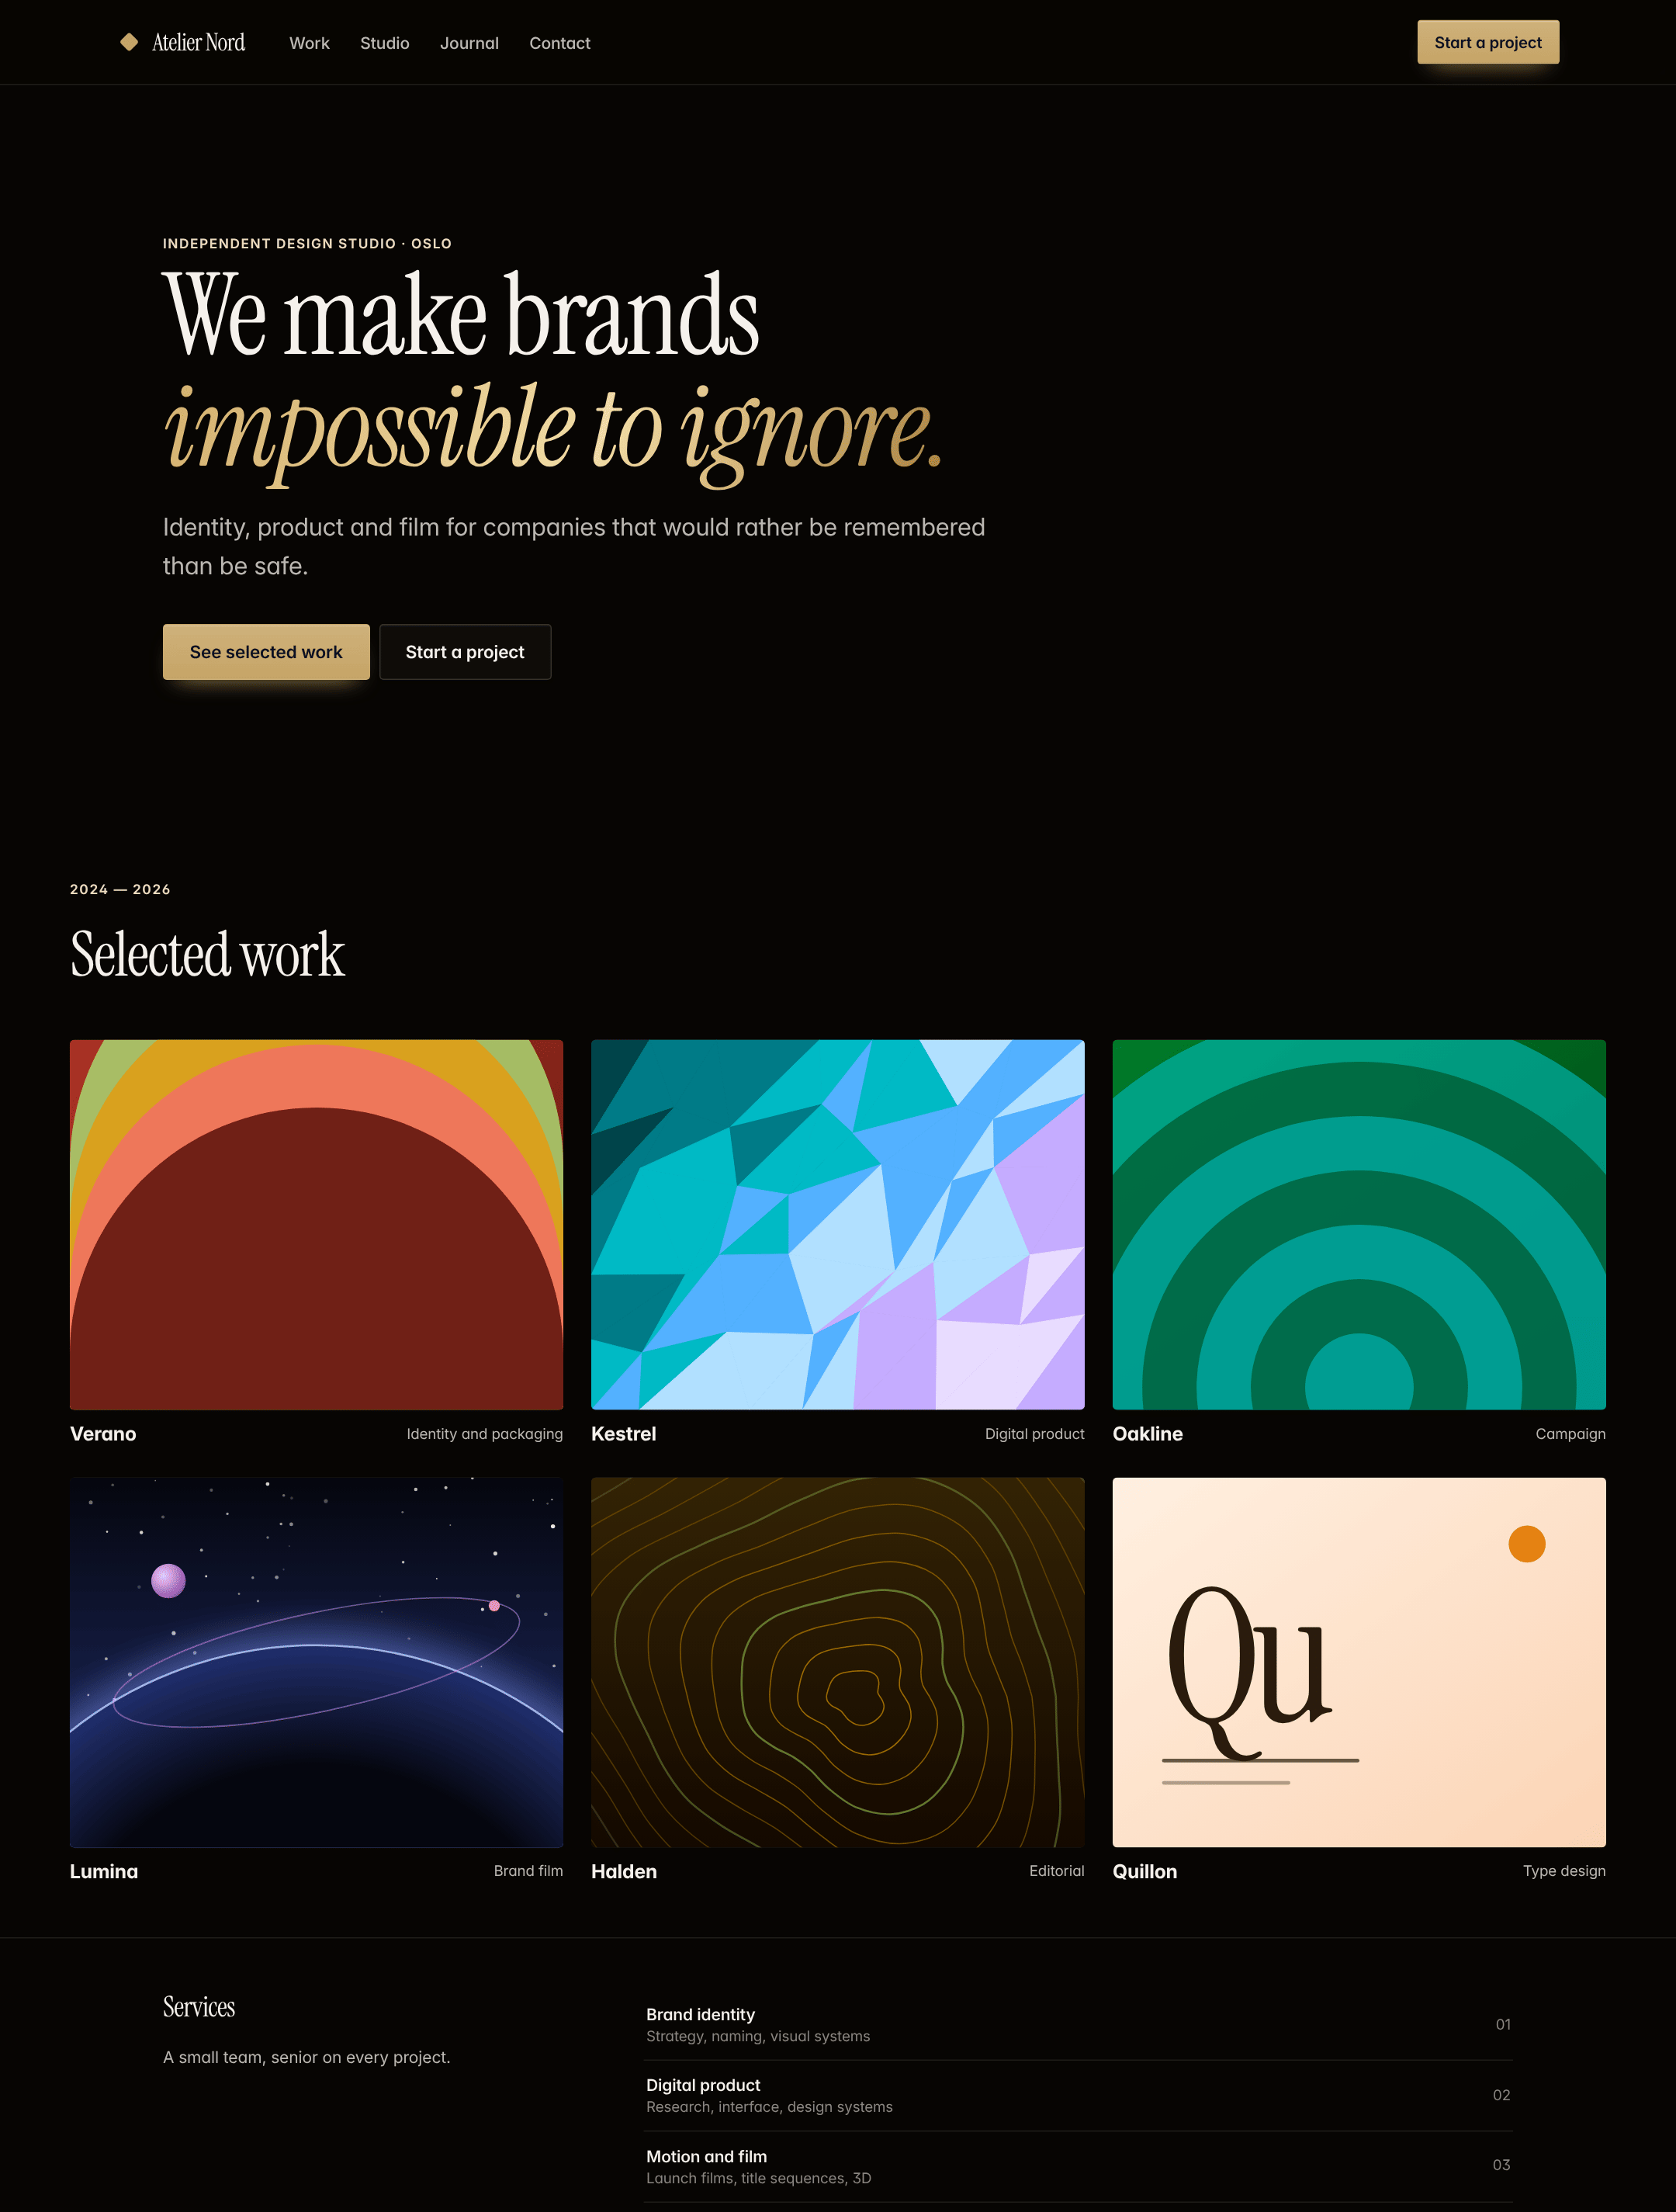 Atelier Nord
Work
Studio
Journal
Contact
Start a project
INDEPENDENT DESIGN STUDIO · OSLO
We make brands
impossible to ignore.
Identity, product and film for companies that would rather be remembered
than be safe.
See selected work
Start a project
2024 — 2026
Selected work
Verano
Identity and packaging
Kestrel
Digital product
Oakline
Campaign
Lumina
Brand film
Halden
Editorial
Qu
Quillon
Type design
Services
A small team, senior on every project.
Brand identity
Strategy, naming, visual systems
01
Digital product
Research, interface, design systems
02
Motion and film
Launch films, title sequences, 3D
03